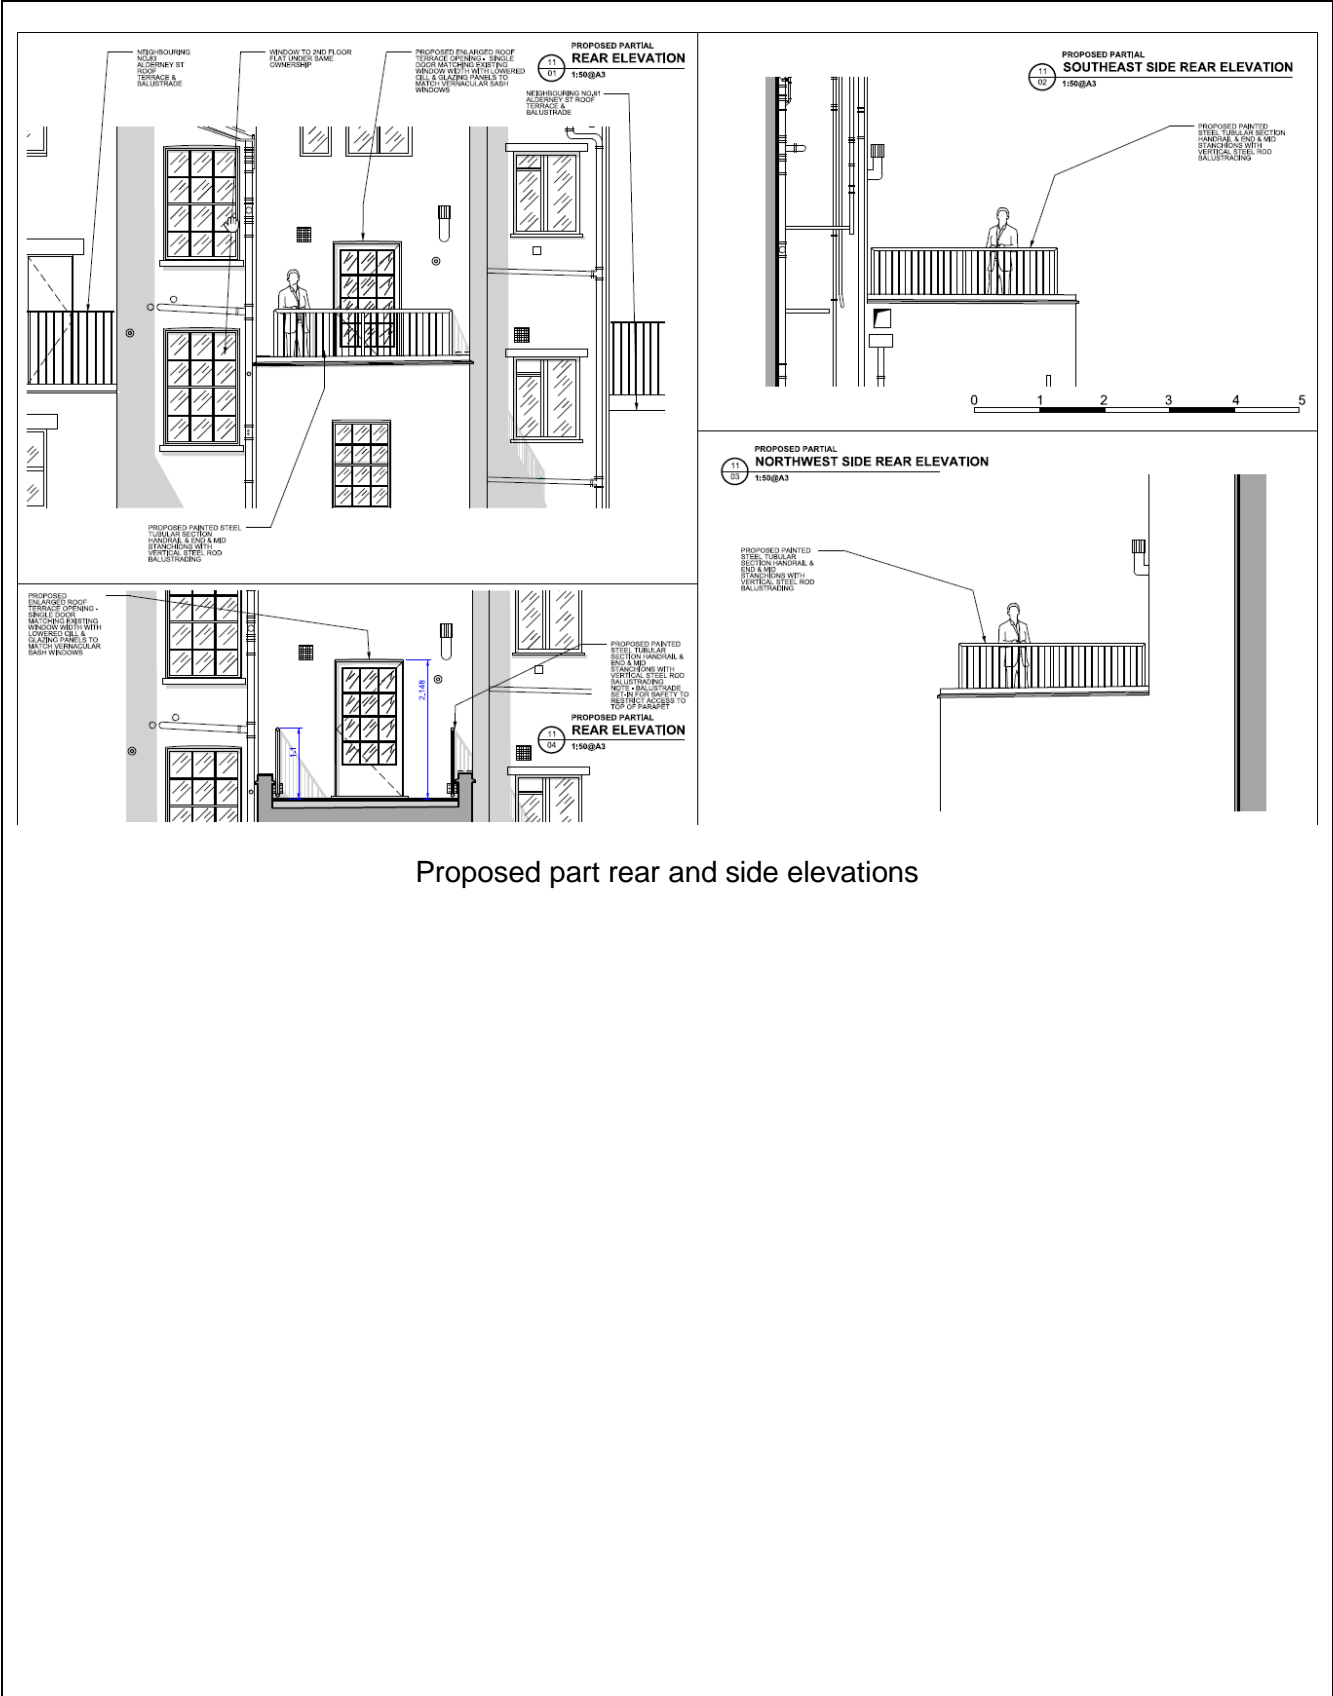 NEIGHBOURING
NO.83
ALDERNEY ST
ROOF
TERRACE &
BALUSTRADE
WINDOW TO 2ND FLOOR
FLAT UNDER SAME
OWNERSHIP
PROPOSED ENLARGED ROOF
TERRACE OPENING - SINGLE
DOOR MATCHING EXISTING
WINDOW WIDTH WITH LOWERED
CILL & GLAZING PANELS TO
MATCH VERNACULAR SASH
WINDOWS
11
01
PROPOSED PARTIAL
REAR ELEVATION
1:50@A3
NEIGHBOURING NO.81
ALDERNEY ST ROOF
TERRACE &
BALUSTRADE
PROPOSED PAINTED STEEL
TUBULAR SECTION
HANDRAIL & END & MID
STANCHIONS WITH
VERTICAL STEEL ROD
BALUSTRADING
11
02
PROPOSED PARTIAL
SOUTHEAST SIDE REAR ELEVATION
1:50@A3
PROPOSED PAINTED
STEEL TUBULAR SECTION
HANDRAIL & END & MID
STANCHIONS WITH
VERTICAL STEEL ROD
BALUSTRADING
0 1 2 3 4 5
11
03
PROPOSED PARTIAL
NORTHWEST SIDE REAR ELEVATION
1:50@A3
PROPOSED PAINTED
STEEL TUBULAR
SECTION HANDRAIL &
END & MID
STANCHIONS WITH
VERTICAL STEEL ROD
BALUSTRADING
PROPOSED
ENLARGED ROOF
TERRACE OPENING -
SINGLE DOOR
MATCHING EXISTING
WINDOW WIDTH WITH
LOWERED CILL &
GLAZING PANELS TO
MATCH VERNACULAR
SASH WINDOWS
1.1
2,148
PROPOSED PAINTED
STEEL TUBULAR
SECTION HANDRAIL &
END & MID
STANCHIONS WITH
VERTICAL STEEL ROD
BALUSTRADING
NOTE - BALUSTRADE
SET-IN FOR SAFETY TO
RESTRICT ACCESS TO
TOP OF PARAPET
11
04
PROPOSED PARTIAL
REAR ELEVATION
1:50@A3
Proposed part rear and side elevations